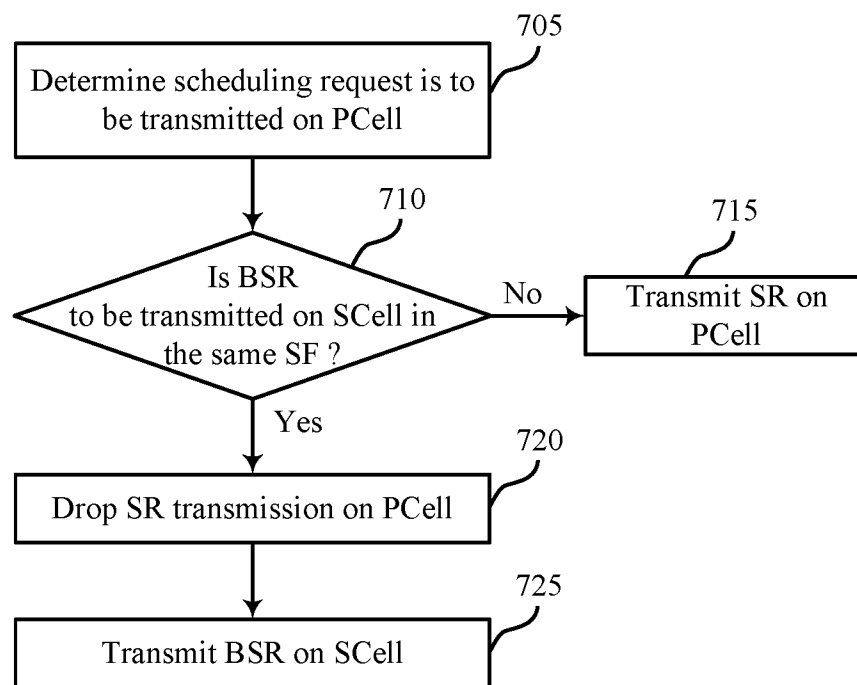 705
Determine scheduling request is to
be transmitted on PCell
710
715
Is BSR
to be transmitted on SCell in
the same SF ?
No
Transmit SR on
PCell
Yes
720
Drop SR transmission on PCell
725
Transmit BSR on SCell